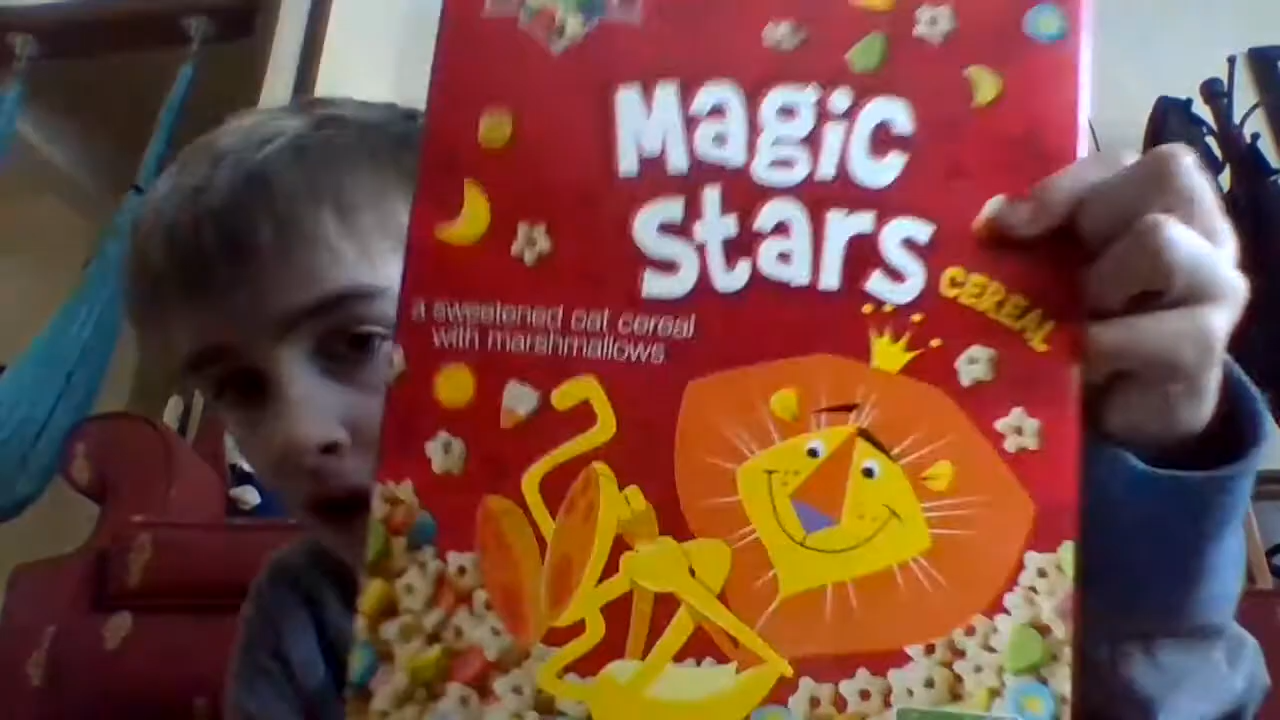 Magic
Stars
CEREAL
a sweetened oat cereal
with marshmallows